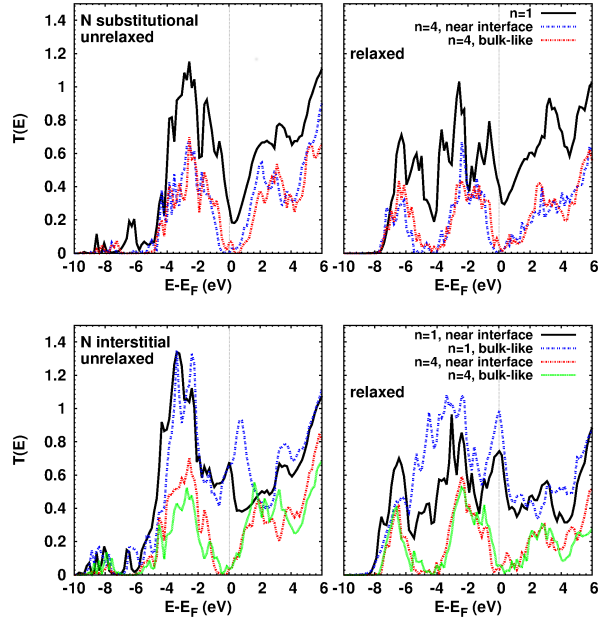 N substitutional
unrelaxed
T(E)
0
0.2
0.4
0.6
0.8
1
1.2
1.4
-10 -8 -6 -4 -2 0 2 4 6
E-EF (eV)
n=1
n=4, near interface
n=4, bulk-like
relaxed
-10 -8 -6 -4 -2 0 2 4 6
E-EF (eV)
N interstitial
unrelaxed
T(E)
0
0.2
0.4
0.6
0.8
1
1.2
1.4
-10 -8 -6 -4 -2 0 2 4 6
E-EF (eV)
n=1, near interface
n=1, bulk-like
n=4, near interface
n=4, bulk-like
relaxed
-10 -8 -6 -4 -2 0 2 4 6
E-EF (eV)